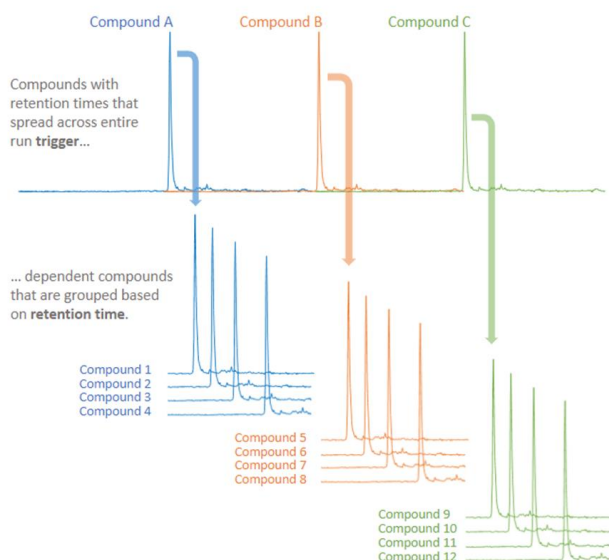 Compound A
Compound B
Compound C
Compounds with
retention times that
spread across entire
run trigger...
... dependent compounds
that are grouped based
on retention time.
Compound 1
Compound 2
Compound 3
Compound 4
Compound 5
Compound 6
Compound 7
Compound 8
Compound 9
Compound 10
Compound 11
Compound 12